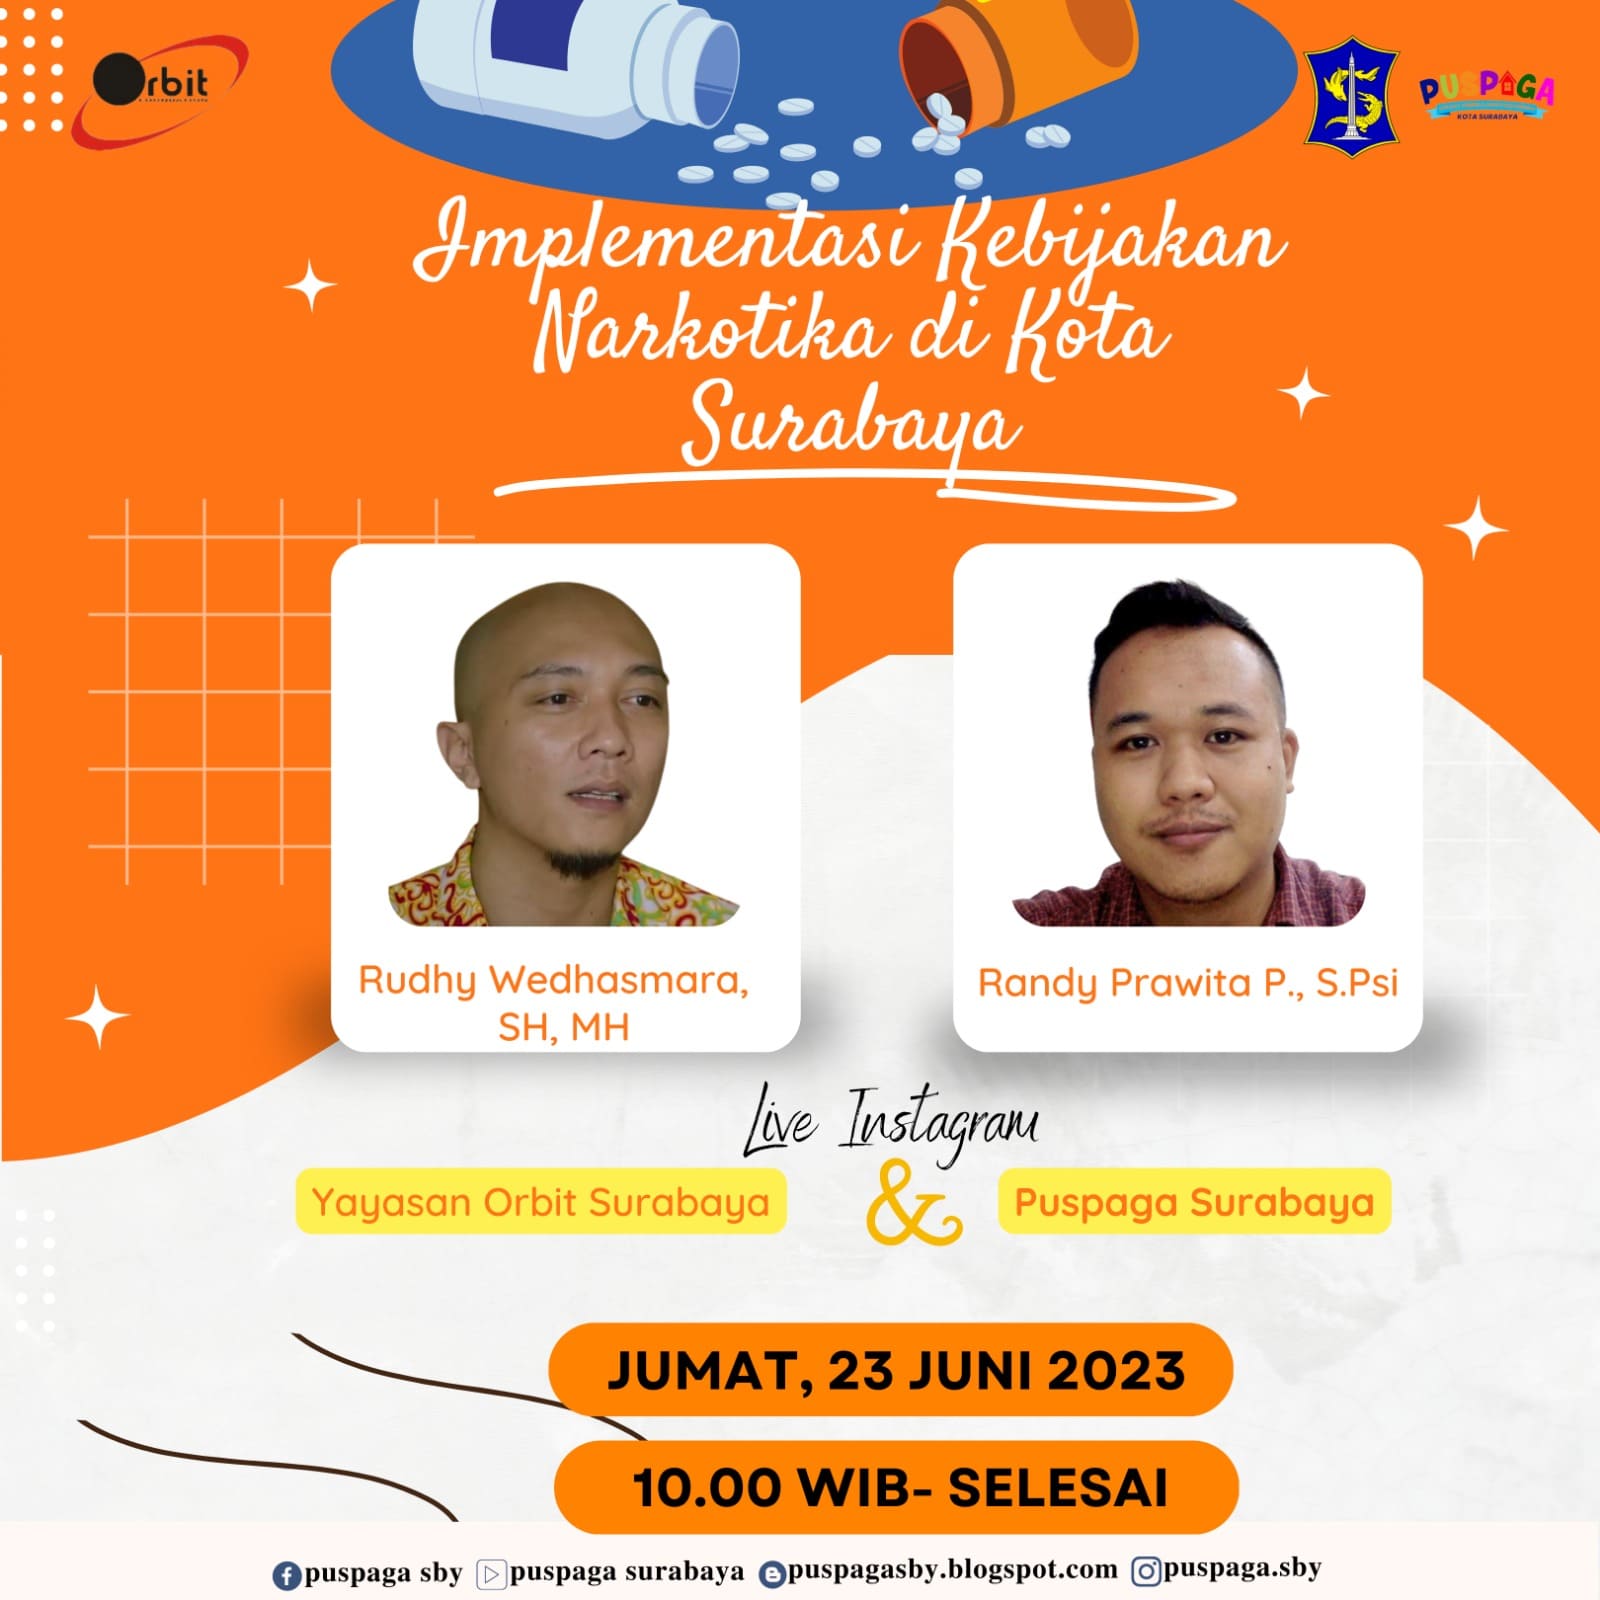 Orbit
PUSPAGA
KOTA SURABAYA
Implementasi Kebijakan
Narkotika di Kota
Surabaya
Rudhy Wedhasmara,
SH, MH
Randy Prawita P., S.Psi
Live Instagram
Yayasan Orbit Surabaya
&
Puspaga Surabaya
JUMAT, 23 JUNI 2023
10.00 WIB- SELESAI
puspaga sby puspaga surabaya puspagasby.blogspot.com puspaga.sby